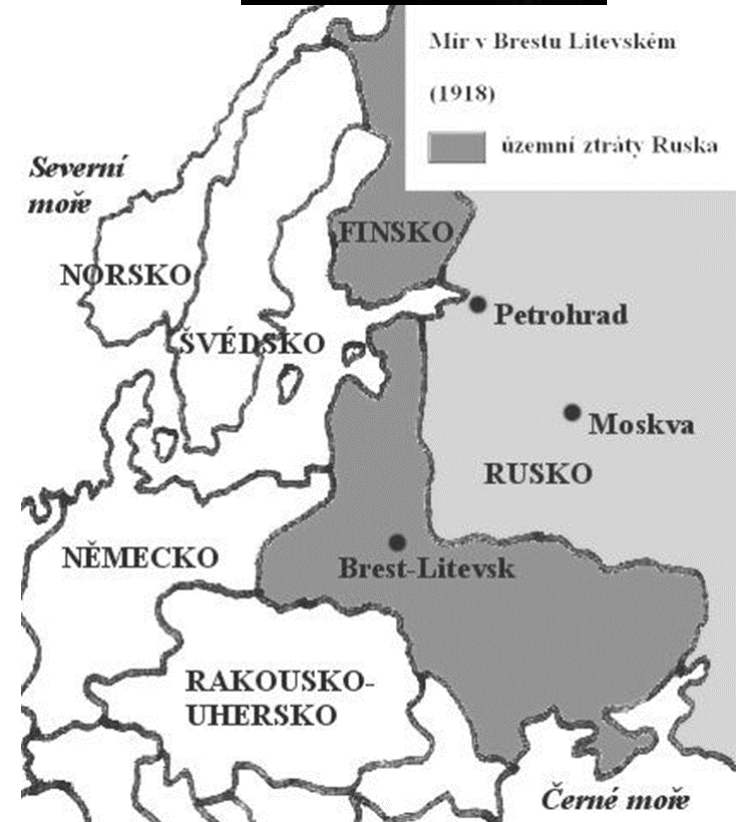 Mír v Brestu Litevském
(1918)
územní ztráty Ruska
Severní
moře
FINSKO
NORSKO
Petrohrad
ŠVÉDSKO
Moskva
RUSKO
NĚMECKO
Brest-Litevsk
RAKOUSKO-
UHERSKO
Černé moře